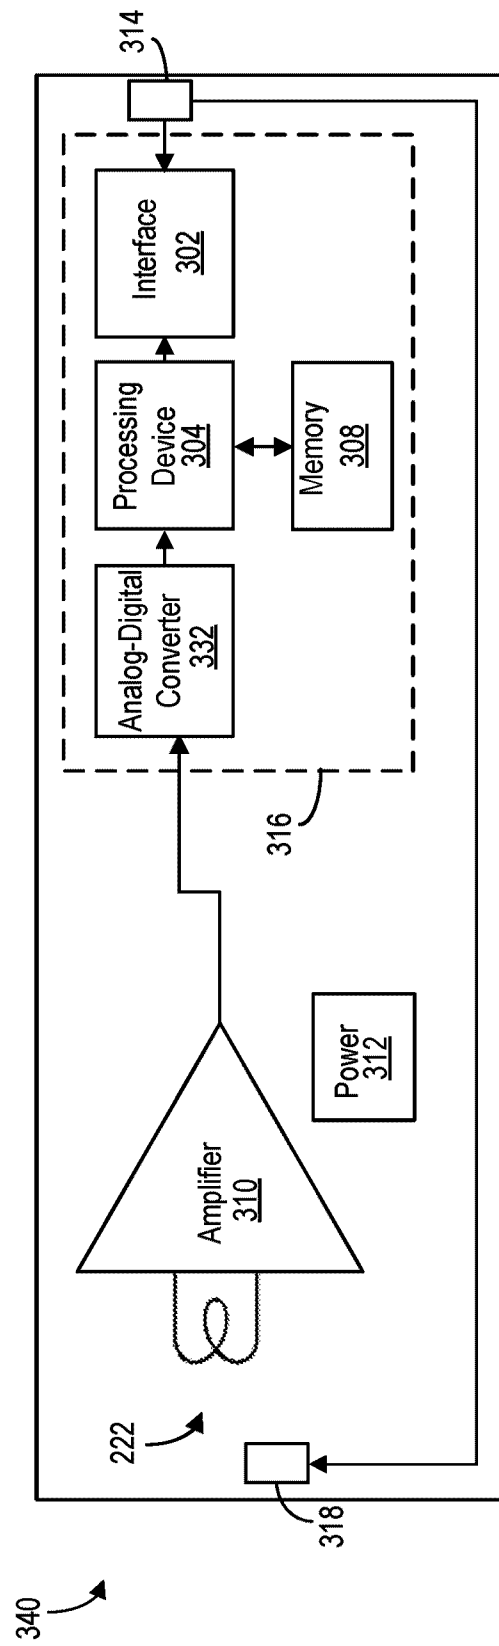 340
222
318
Amplifier
310
Power
312
316
Analog-Digital
Converter
332
Processing
Device
304
Memory
308
Interface
302
314